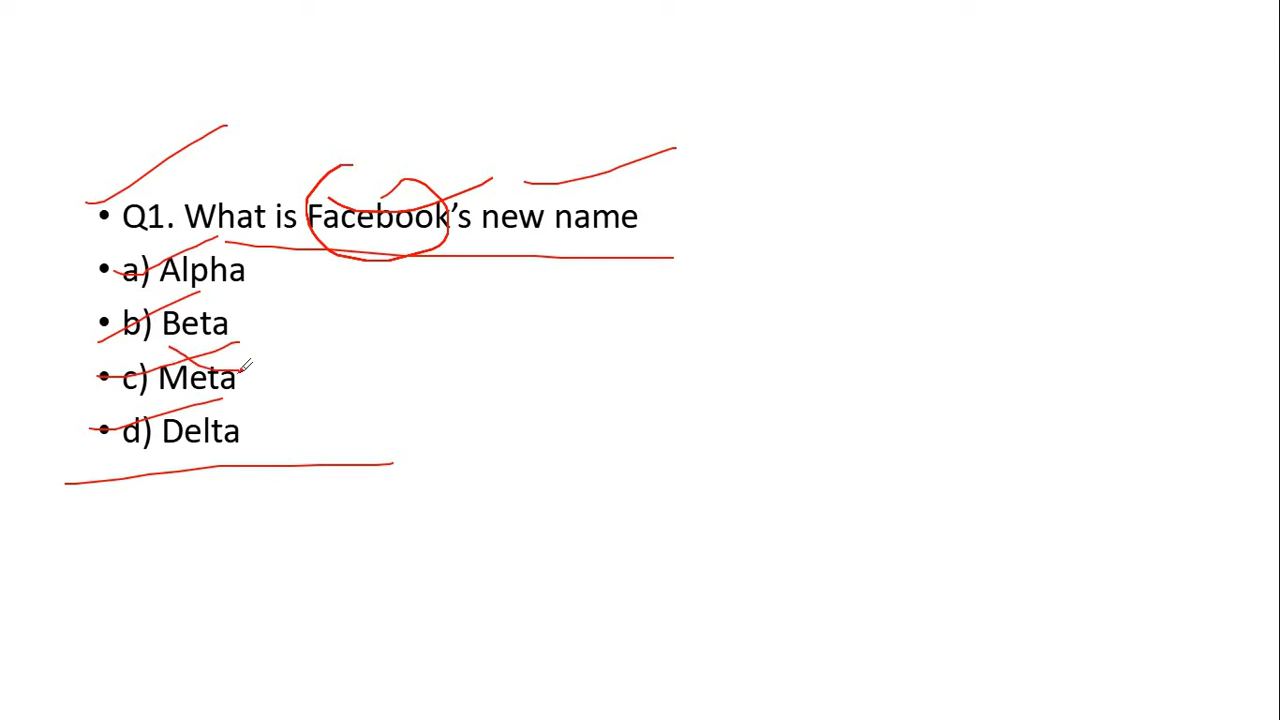 • Q1. What is Facebook’s new name
• a) Alpha
• b) Beta
• c) Meta
• d) Delta